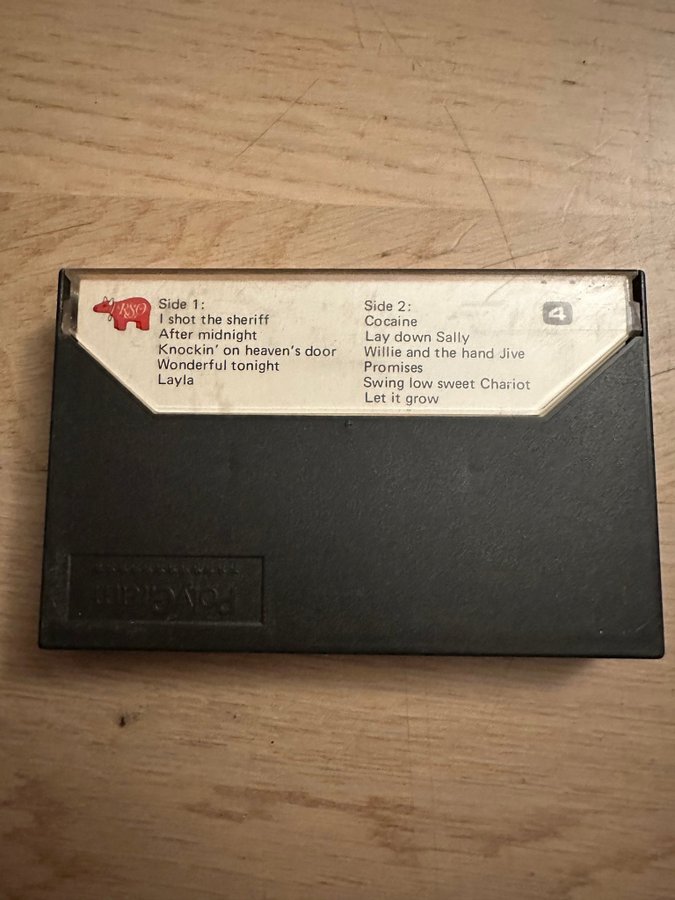 RSO
Side 1:
I shot the sheriff
After midnight
Knockin' on heaven's door
Wonderful tonight
Layla
Side 2:
Cocaine
Lay down Sally
Willie and the hand Jive
Promises
Swing low sweet Chariot
Let it grow
4
PolyGram